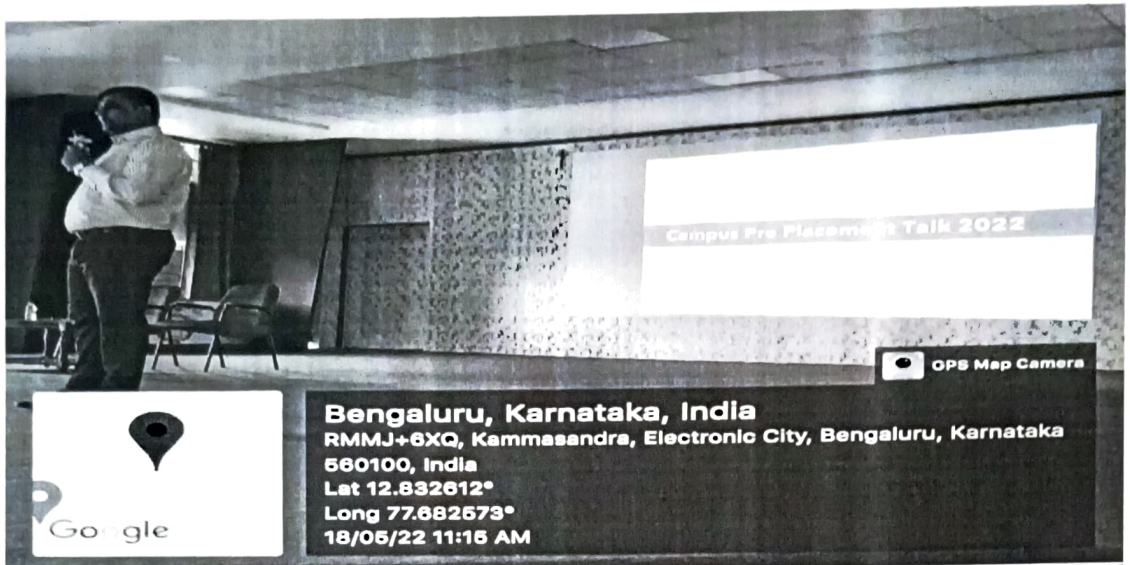 Campus Pre Placement Talk 2022
GPS Map Camera
Bengaluru, Karnataka, India
RMMJ+6XQ, Kammasandra, Electronic City, Bengaluru, Karnataka
560100, India
Lat 12.832612°
Long 77.682573°
18/05/22 11:15 AM
Google